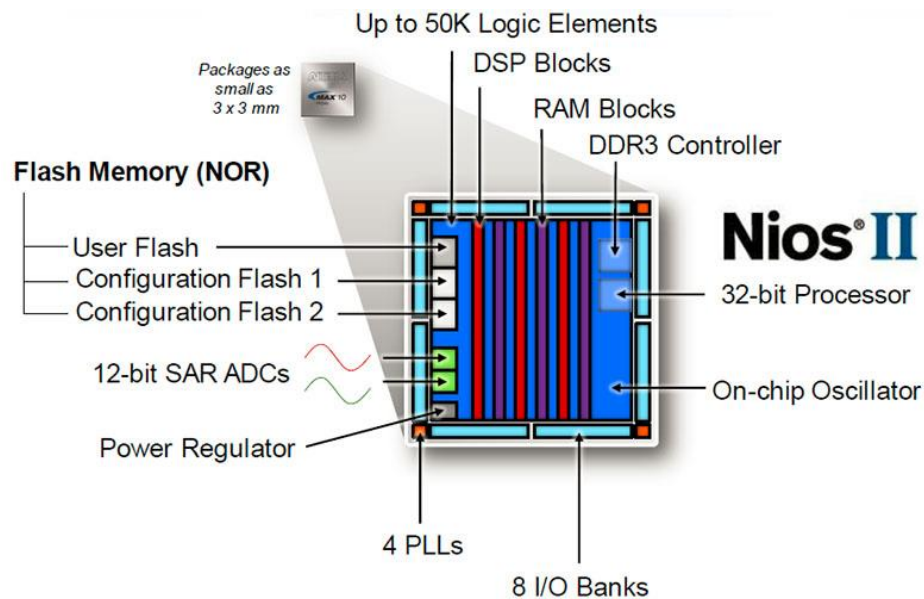 Up to 50K Logic Elements
DSP Blocks
Packages as
small as
3 x 3 mm
MAX 10
RAM Blocks
DDR3 Controller
Flash Memory (NOR)
User Flash
Configuration Flash 1
Configuration Flash 2
Nios® II
32-bit Processor
12-bit SAR ADCs
On-chip Oscillator
Power Regulator
4 PLLs
8 I/O Banks